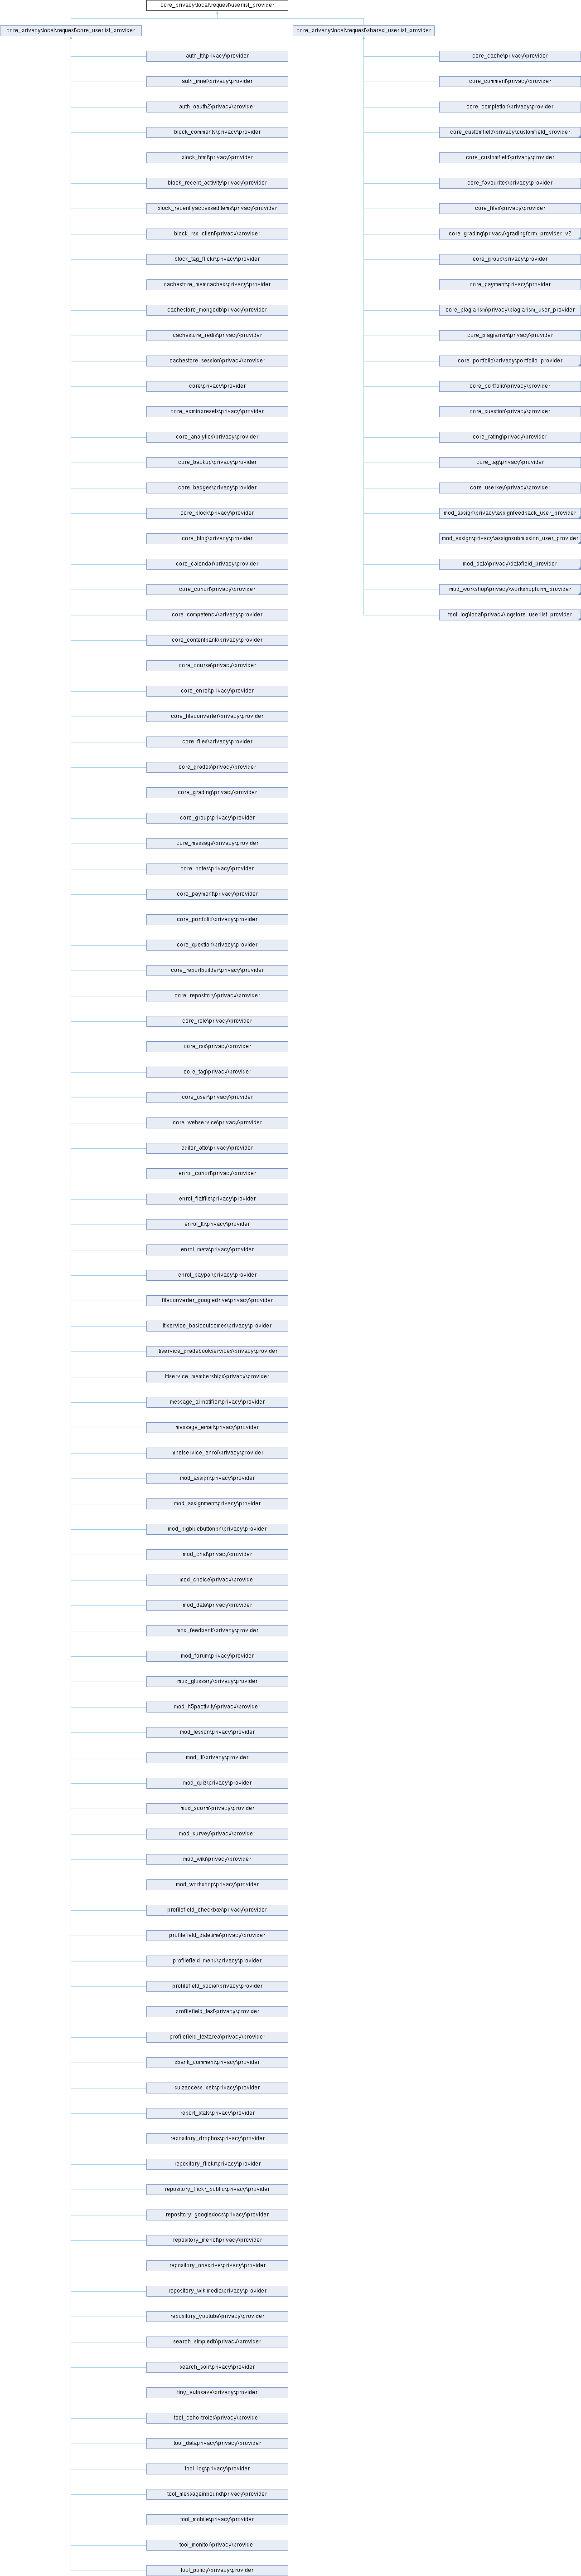 core_privacy\local\request\userlist_provider
core_privacy\local\request\core_userlist_provider
core_privacy\local\request\shared_userlist_provider
auth_lti\privacy\provider
auth_mnet\privacy\provider
auth_oauth2\privacy\provider
block_comments\privacy\provider
block_html\privacy\provider
block_recent_activity\privacy\provider
block_recentlyaccesseditems\privacy\provider
block_rss_client\privacy\provider
block_tag_flickr\privacy\provider
cachestore_memcached\privacy\provider
cachestore_mongodb\privacy\provider
cachestore_redis\privacy\provider
cachestore_session\privacy\provider
core\privacy\provider
core_adminpresets\privacy\provider
core_analytics\privacy\provider
core_backup\privacy\provider
core_badges\privacy\provider
core_block\privacy\provider
core_blog\privacy\provider
core_calendar\privacy\provider
core_cohort\privacy\provider
core_competency\privacy\provider
core_contentbank\privacy\provider
core_course\privacy\provider
core_enrol\privacy\provider
core_fileconverter\privacy\provider
core_files\privacy\provider
core_grades\privacy\provider
core_grading\privacy\provider
core_group\privacy\provider
core_message\privacy\provider
core_notes\privacy\provider
core_payment\privacy\provider
core_portfolio\privacy\provider
core_question\privacy\provider
core_reportbuilder\privacy\provider
core_repository\privacy\provider
core_role\privacy\provider
core_rss\privacy\provider
core_tag\privacy\provider
core_user\privacy\provider
core_webservice\privacy\provider
editor_atto\privacy\provider
enrol_cohort\privacy\provider
enrol_flatfile\privacy\provider
enrol_lti\privacy\provider
enrol_meta\privacy\provider
enrol_paypal\privacy\provider
fileconverter_googledrive\privacy\provider
ltiservice_basicoutcomes\privacy\provider
ltiservice_gradebookservices\privacy\provider
ltiservice_memberships\privacy\provider
message_airnotifier\privacy\provider
message_email\privacy\provider
mnetservice_enrol\privacy\provider
mod_assign\privacy\provider
mod_assignment\privacy\provider
mod_bigbluebuttonbn\privacy\provider
mod_chat\privacy\provider
mod_choice\privacy\provider
mod_data\privacy\provider
mod_feedback\privacy\provider
mod_forum\privacy\provider
mod_glossary\privacy\provider
mod_h5pactivity\privacy\provider
mod_lesson\privacy\provider
mod_lti\privacy\provider
mod_quiz\privacy\provider
mod_scorm\privacy\provider
mod_survey\privacy\provider
mod_wiki\privacy\provider
mod_workshop\privacy\provider
profilefield_checkbox\privacy\provider
profilefield_datetime\privacy\provider
profilefield_menu\privacy\provider
profilefield_social\privacy\provider
profilefield_text\privacy\provider
profilefield_textarea\privacy\provider
qbank_comment\privacy\provider
quizaccess_seb\privacy\provider
report_stats\privacy\provider
repository_dropbox\privacy\provider
repository_flickr\privacy\provider
repository_flickr_public\privacy\provider
repository_googledocs\privacy\provider
repository_merlot\privacy\provider
repository_onedrive\privacy\provider
repository_wikimedia\privacy\provider
repository_youtube\privacy\provider
search_simpledb\privacy\provider
search_solr\privacy\provider
tiny_autosave\privacy\provider
tool_cohortroles\privacy\provider
tool_dataprivacy\privacy\provider
tool_log\privacy\provider
tool_messageinbound\privacy\provider
tool_mobile\privacy\provider
tool_monitor\privacy\provider
tool_policy\privacy\provider
core_cache\privacy\provider
core_comment\privacy\provider
core_completion\privacy\provider
core_customfield\privacy\customfield_provider
core_customfield\privacy\provider
core_favourites\privacy\provider
core_files\privacy\provider
core_grading\privacy\gradingform_provider_v2
core_group\privacy\provider
core_payment\privacy\provider
core_plagiarism\privacy\plagiarism_user_provider
core_plagiarism\privacy\provider
core_portfolio\privacy\portfolio_provider
core_portfolio\privacy\provider
core_question\privacy\provider
core_rating\privacy\provider
core_tag\privacy\provider
core_userkey\privacy\provider
mod_assign\privacy\assignfeedback_user_provider
mod_assign\privacy\assignsubmission_user_provider
mod_data\privacy\datafield_provider
mod_workshop\privacy\workshopform_provider
tool_log\local\privacy\logstore_userlist_provider